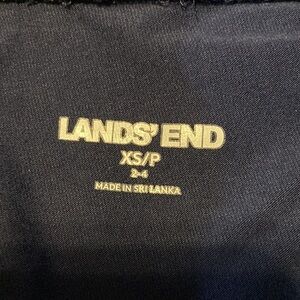 LANDS' END
XS/P
2-4
MADE IN SRI LANKA